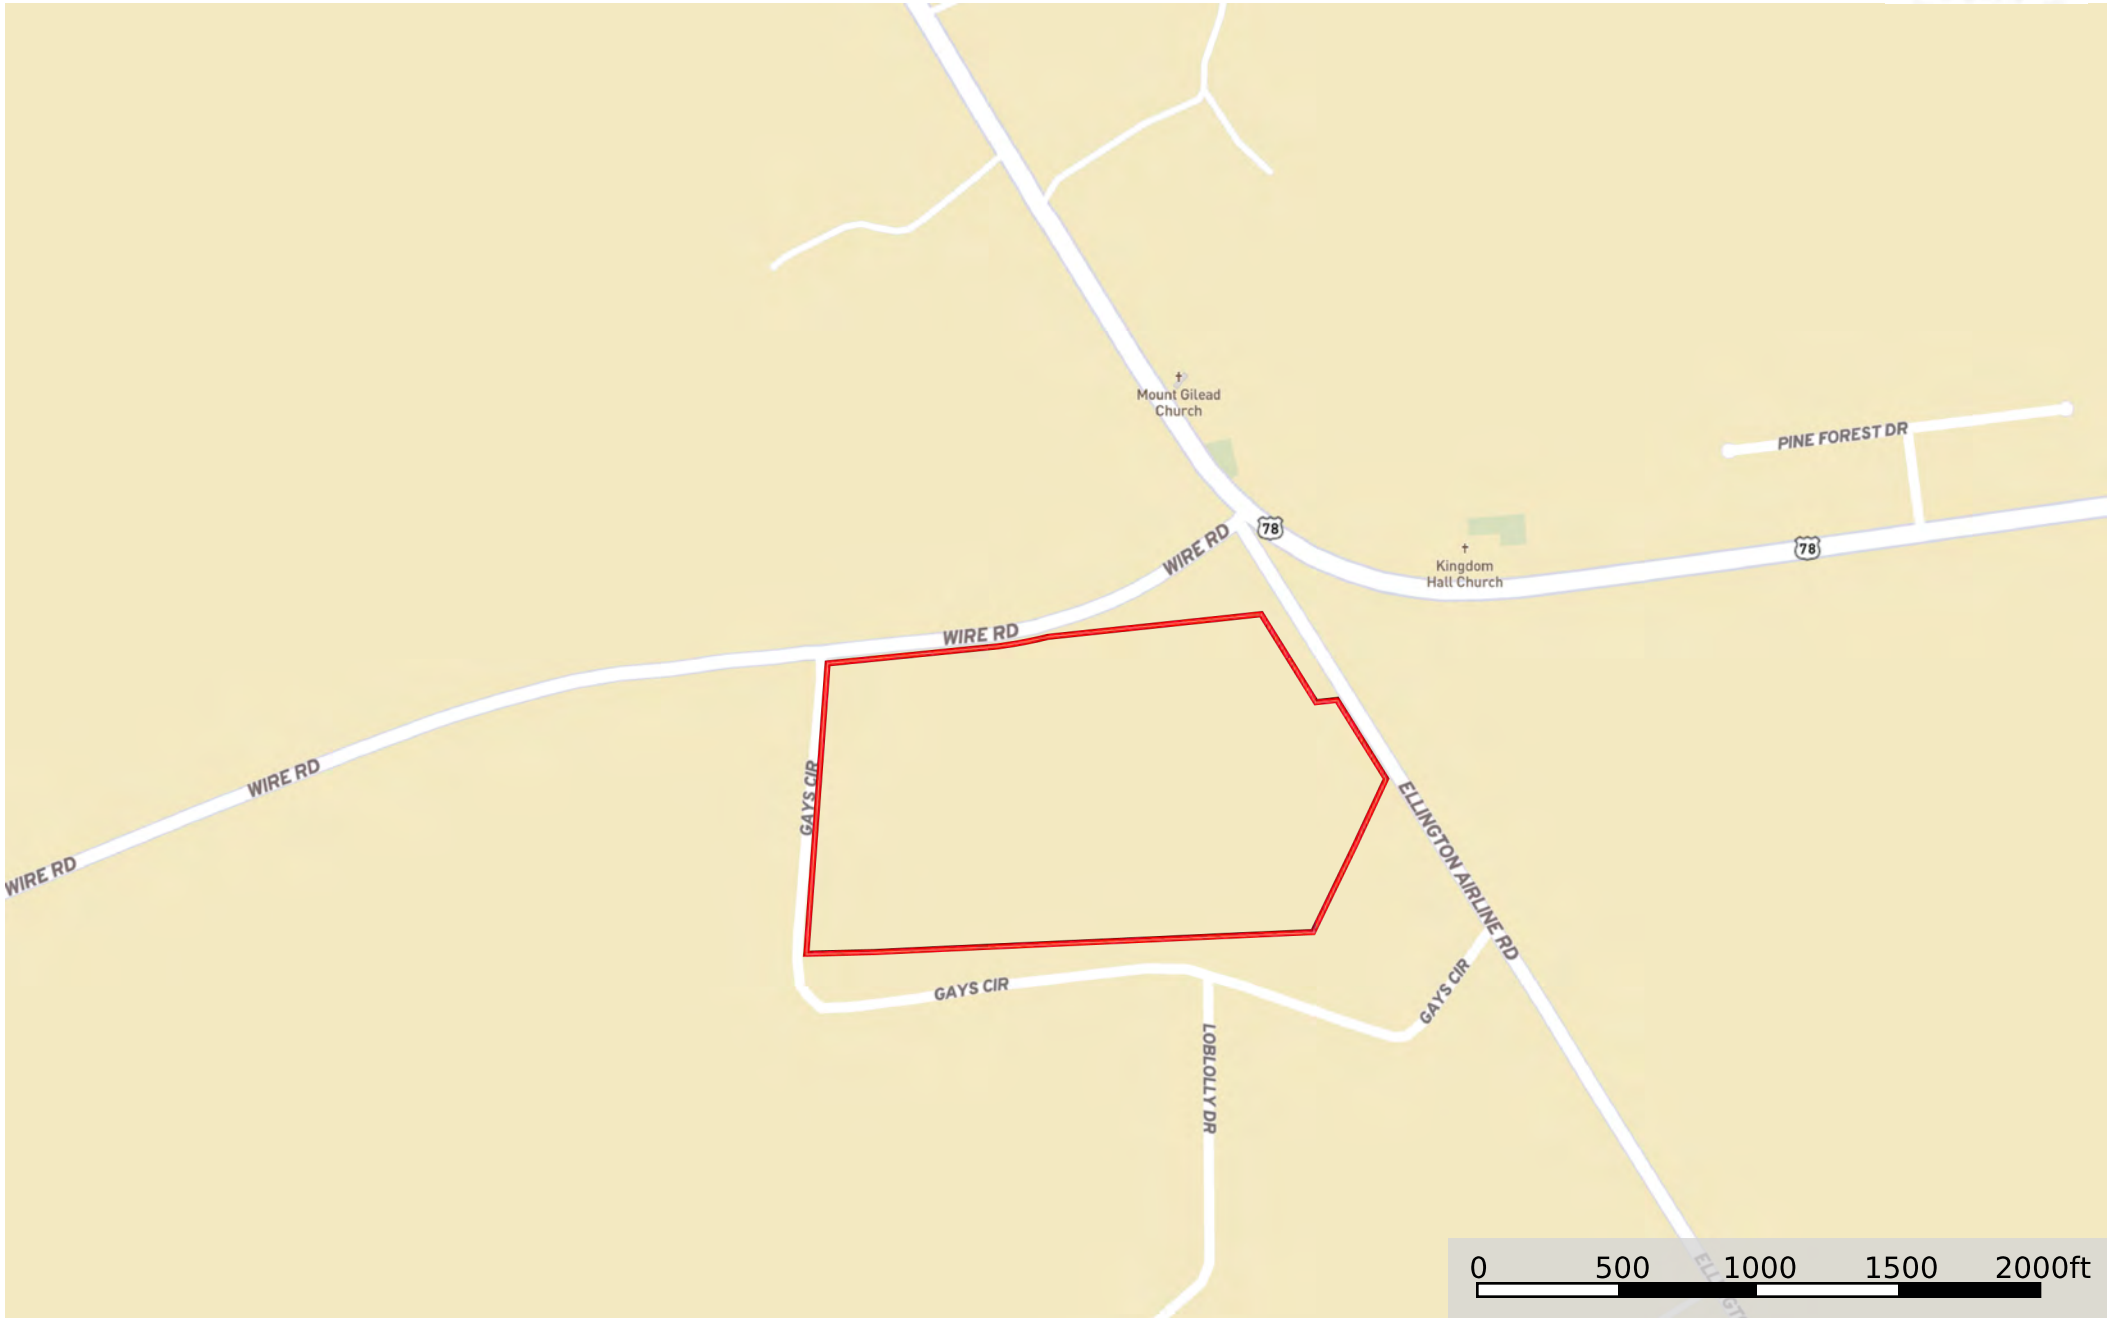 Mount Gilead
Church
PINE FOREST DR
78
WIRE RD
78
Kingdom
Hall Church
WIRE RD
WIRE RD
GAYS CIR
ELLINGTON AIRLINE RD
WIRE RD
GAYS CIR
GAYS CIR
LOBLOLLY DR
0 500 1000 1500 2000ft